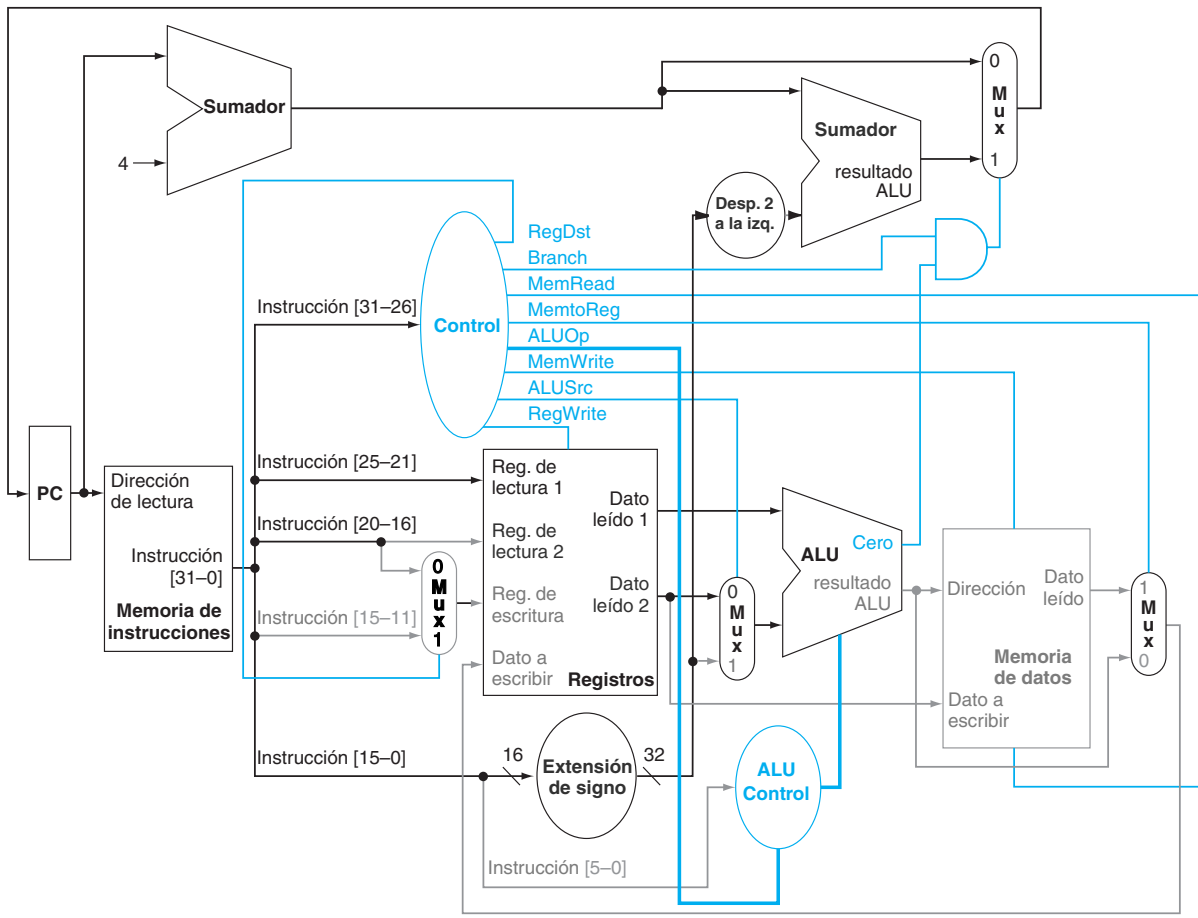 0
M
u
x
1
Sumador
Sumador
4
resultado
ALU
Desp. 2
a la izq.
RegDst
Branch
MemRead
MemtoReg
ALUOp
MemWrite
ALUSrc
RegWrite
Instrucción [31–26]
Control
Instrucción [25–21]
Instrucción [20–16]
Instrucción [15–11]
PC
Dirección
de lectura
Instrucción
[31–0]
Memoria de
instrucciones
0
M
u
x
1
Reg. de
lectura 1
Reg. de
lectura 2
Reg. de
escritura
Dato a
escribir
Dato
leído 1
Dato
leído 2
Registros
0
M
u
x
1
ALU
Cero
resultado
ALU
Dirección
Dato
leído
Memoria
de datos
Dato a
escribir
1
M
u
x
0
Instrucción [15–0]
16
Extensión
de signo
32
ALU
Control
Instrucción [5–0]